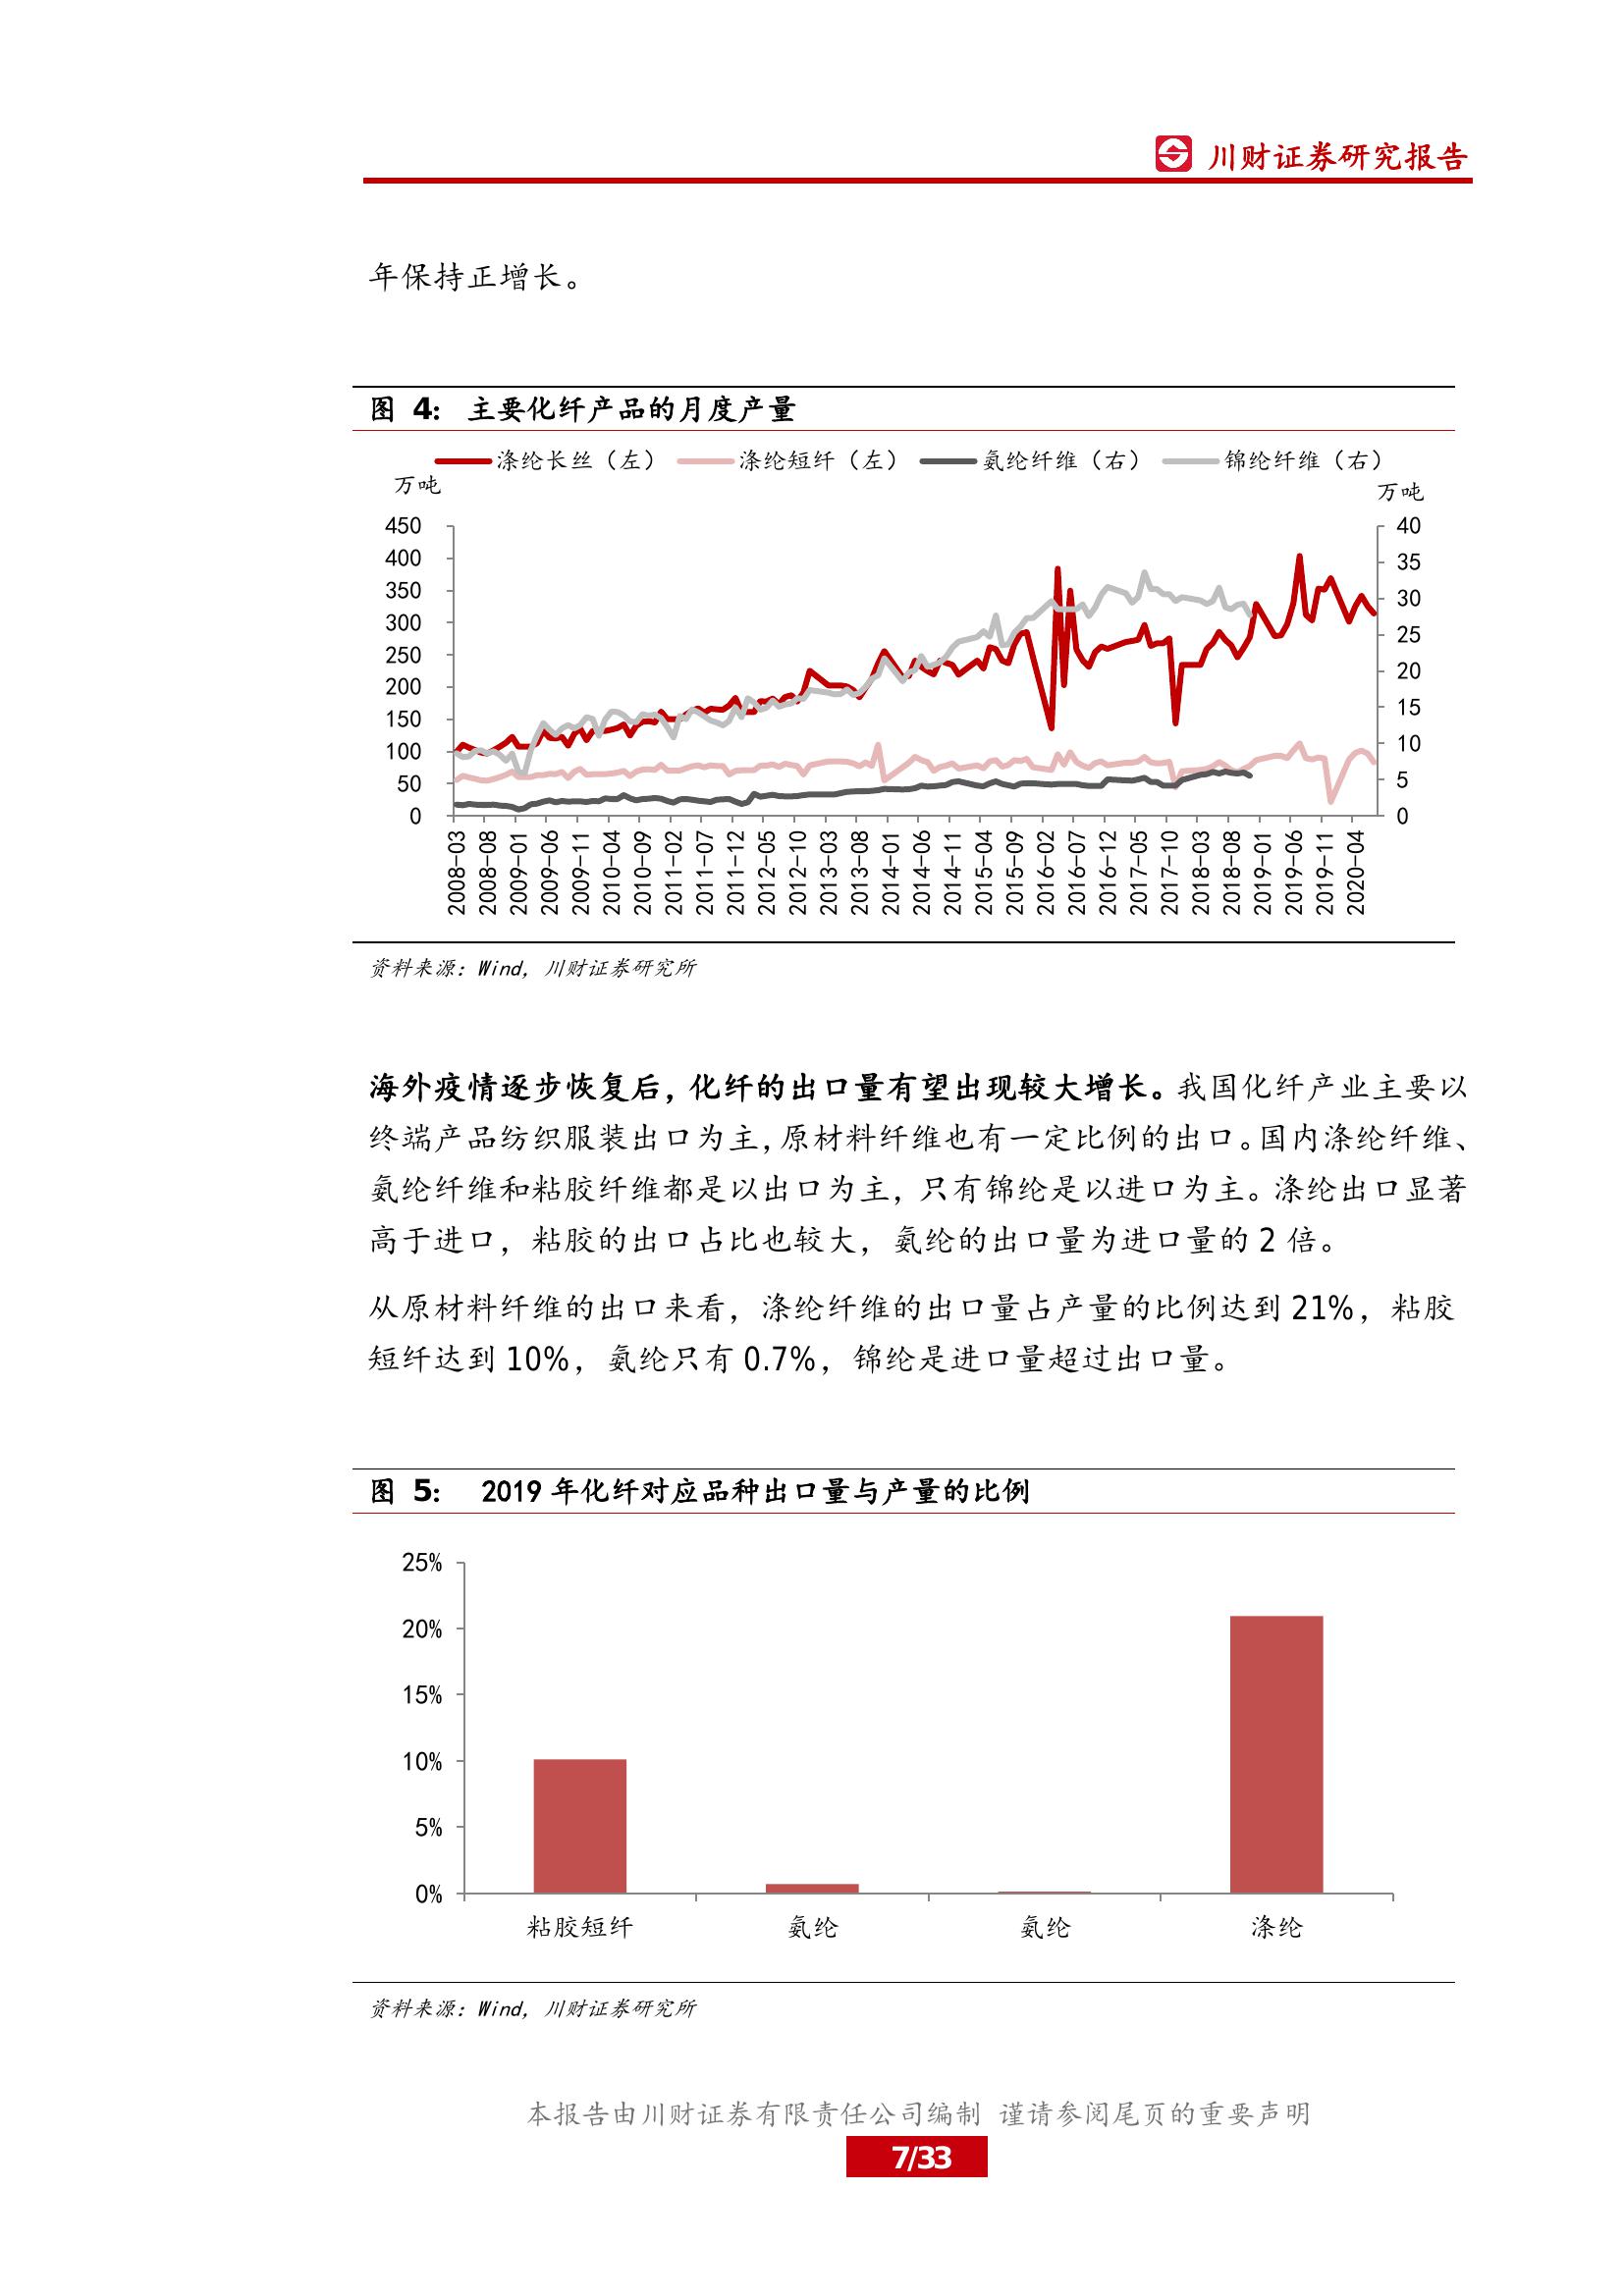 川财证券研究报告
年保持正增长。
图 4: 主要化纤产品的月度产量
涤纶长丝（左） 涤纶短纤（左） 氨纶纤维（右） 锦纶纤维（右）
万吨 万吨
450 40
400 35
350 30
300 25
250 20
200 15
150 10
100 5
50 0
0
2008-03 2008-08 2009-01 2009-06 2009-11 2010-04 2010-09 2011-02 2011-07 2011-12 2012-05 2012-10 2013-03 2013-08 2014-01 2014-06 2014-11 2015-04 2015-09 2016-02 2016-07 2016-12 2017-05 2017-10 2018-03 2018-08 2019-01 2019-06 2019-11 2020-04
资料来源：Wind，川财证券研究所
海外疫情逐步恢复后，化纤的出口量有望出现较大增长。我国化纤产业主要以
终端产品纺织服装出口为主，原材料纤维也有一定比例的出口。国内涤纶纤维、
氨纶纤维和粘胶纤维都是以出口为主，只有锦纶是以进口为主。涤纶出口显著
高于进口，粘胶的出口占比也较大，氨纶的出口量为进口量的 2 倍。
从原材料纤维的出口来看，涤纶纤维的出口量占产量的比例达到 21%，粘胶
短纤达到 10%，氨纶只有 0.7%，锦纶是进口量超过出口量。
图 5: 2019 年化纤对应品种出口量与产量的比例
25%
20%
15%
10%
5%
0%
粘胶短纤 氨纶 氨纶 涤纶
资料来源：Wind，川财证券研究所
本报告由川财证券有限责任公司编制 谨请参阅尾页的重要声明
7/33